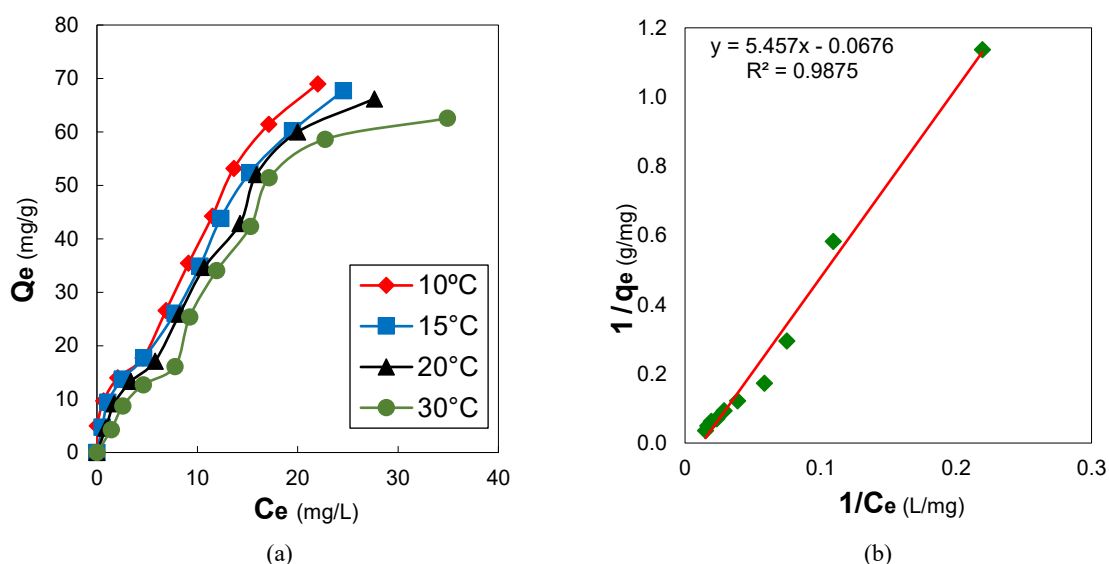 80
70
60
50
40
30
20
10
0
Qe (mg/g)
10ºC
15°C
20°C
30°C
0
10
20
30
40
Ce (mg/L)
(a)
y = 5.457x - 0.0676
R² = 0.9875
1.2
1.0
0.8
0.6
0.4
0.2
0.0
1/qe (g/mg)
0
0.1
0.2
0.3
1/Ce (L/mg)
(b)